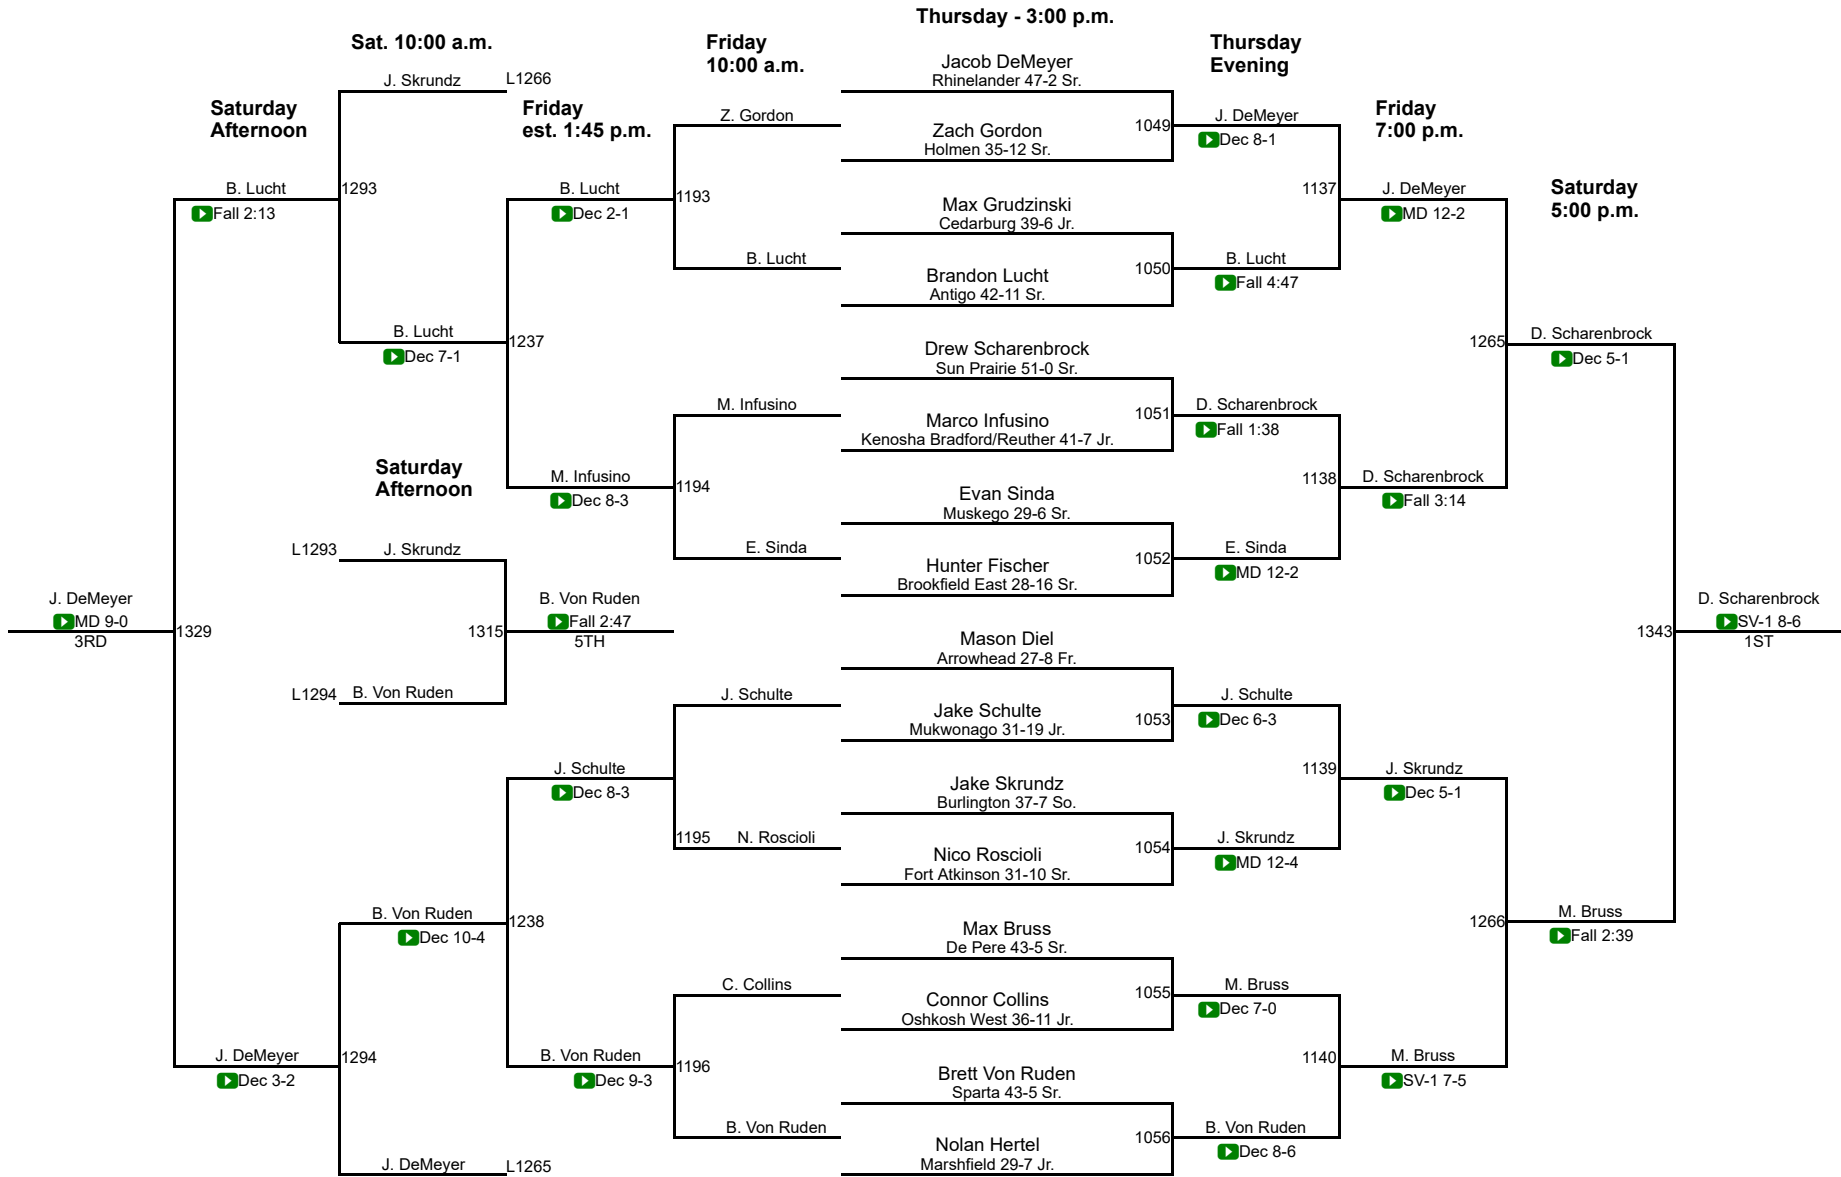 Thursday - 3:00 p.m.
Sat. 10:00 a.m.
Friday
10:00 a.m.
Thursday
Evening
Saturday
Afternoon
Friday
est. 1:45 p.m.
Friday
7:00 p.m.
Saturday
5:00 p.m.
Saturday
Afternoon
J. Skrundz
L1266
B. Lucht
Fall 2:13
1293
B. Lucht
Dec 7-1
L1293
J. Skrundz
J. DeMeyer
MD 9-0
3RD
1329
1315
B. Von Ruden
Fall 2:47
5TH
L1294
B. Von Ruden
B. Von Ruden
Dec 10-4
J. DeMeyer
Dec 3-2
1294
J. DeMeyer
L1265
B. Lucht
Dec 2-1
1237
M. Infusino
Dec 8-3
J. Schulte
Dec 8-3
1238
B. Von Ruden
Dec 9-3
Z. Gordon
1193
B. Lucht
M. Infusino
1194
E. Sinda
J. Schulte
1195
N. Roscioli
C. Collins
1196
B. Von Ruden
Jacob DeMeyer
Rhinelander 47-2 Sr.
1049
Zach Gordon
Holmen 35-12 Sr.
Max Grudzinski
Cedarburg 39-6 Jr.
1050
Brandon Lucht
Antigo 42-11 Sr.
Drew Scharenbrock
Sun Prairie 51-0 Sr.
1051
Marco Infusino
Kenosha Bradford/Reuther 41-7 Jr.
Evan Sinda
Muskego 29-6 Sr.
1052
Hunter Fischer
Brookfield East 28-16 Sr.
Mason Diel
Arrowhead 27-8 Fr.
1053
Jake Schulte
Mukwonago 31-19 Jr.
Jake Skrundz
Burlington 37-7 So.
1054
Nico Roscioli
Fort Atkinson 31-10 Sr.
Max Bruss
De Pere 43-5 Sr.
1055
Connor Collins
Oshkosh West 36-11 Jr.
Brett Von Ruden
Sparta 43-5 Sr.
1056
Nolan Hertel
Marshfield 29-7 Jr.
J. DeMeyer
Dec 8-1
1137
B. Lucht
Fall 4:47
D. Scharenbrock
Fall 1:38
1138
E. Sinda
MD 12-2
J. Schulte
Dec 6-3
1139
J. Skrundz
MD 12-4
M. Bruss
Dec 7-0
1140
B. Von Ruden
Dec 8-6
J. DeMeyer
MD 12-2
1265
D. Scharenbrock
Fall 3:14
J. Skrundz
Dec 5-1
1266
M. Bruss
SV-1 7-5
D. Scharenbrock
Dec 5-1
1343
M. Bruss
Fall 2:39
D. Scharenbrock
SV-1 8-6
1ST